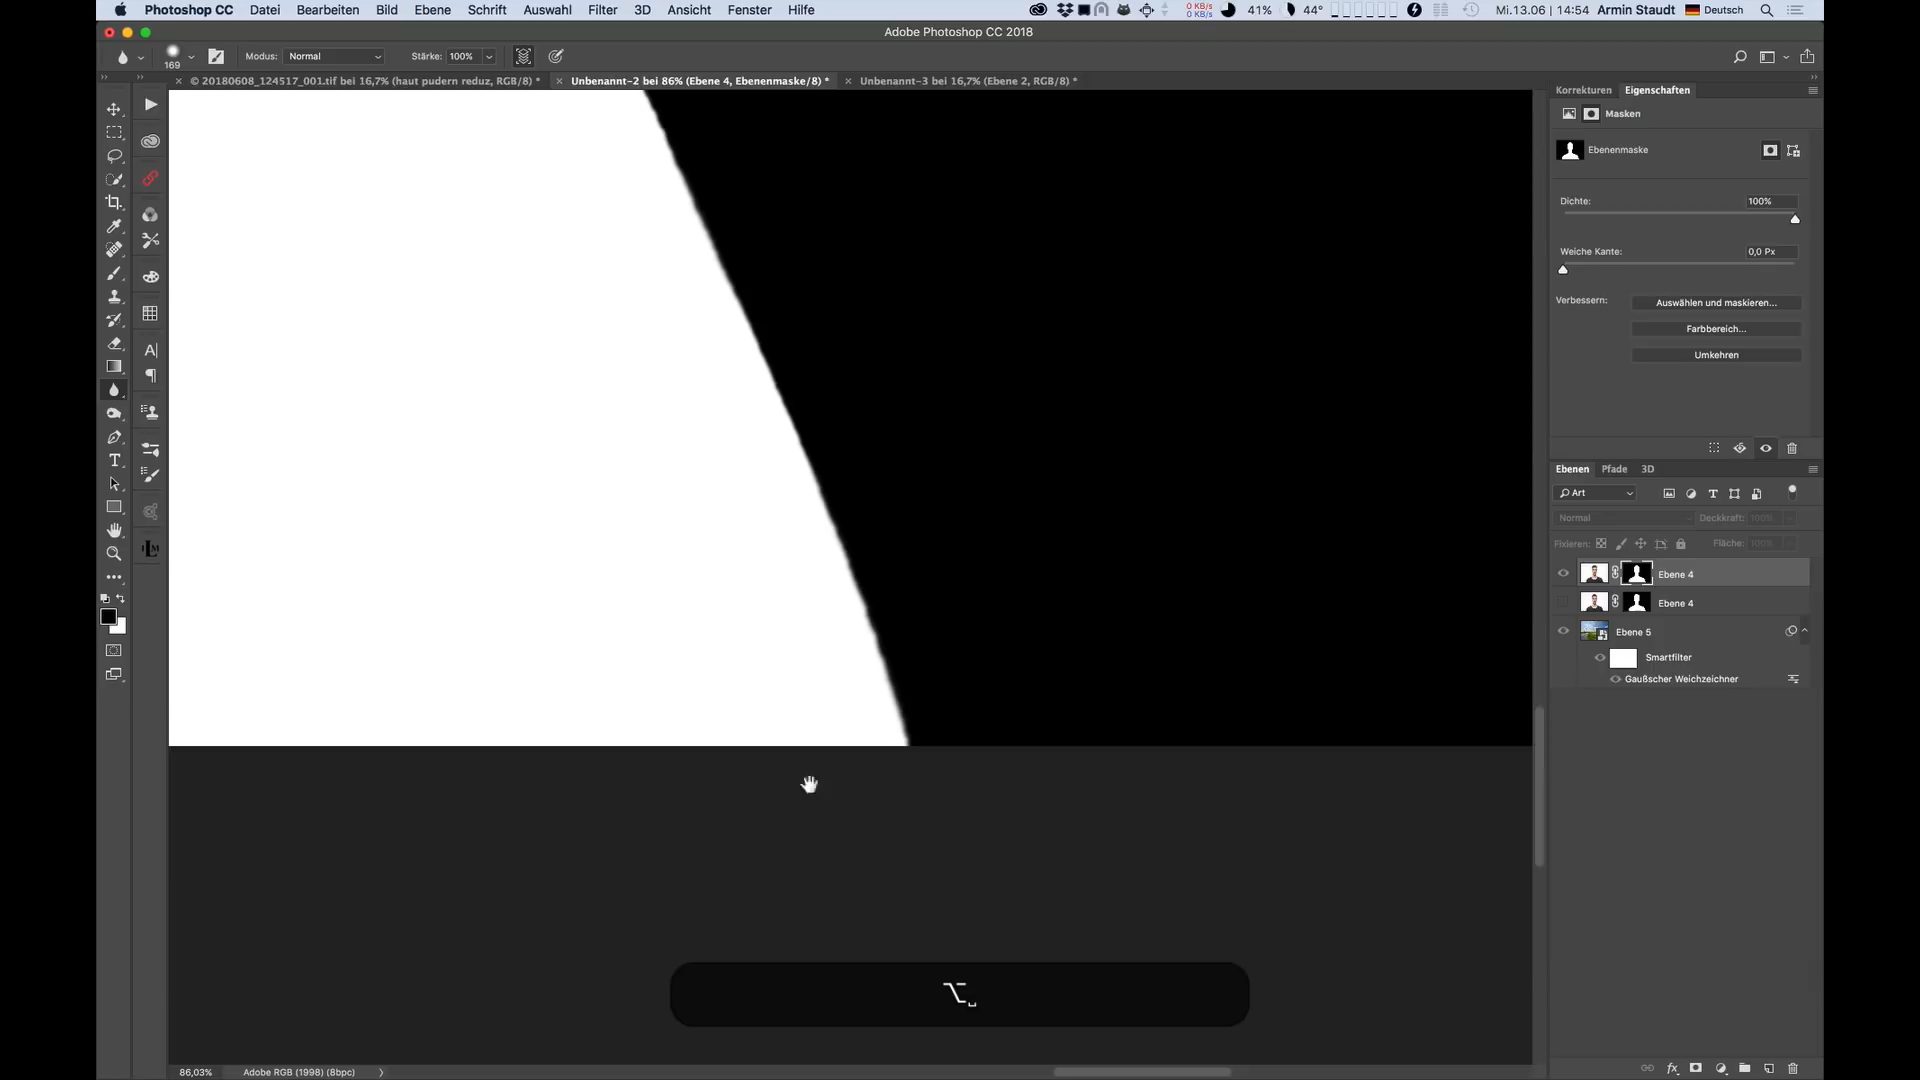 Photoshop CC Datei Bearbeiten Bild Ebene Schrift Auswahl Filter 3D Ansicht Fenster Hilfe 0 KB/s 0 KB/s 41% 44° Mi.13.06 14:54 Armin Staudt Deutsch
Adobe Photoshop CC 2018
169 Modus: Normal Stärke: 100%
© 20180608_124517_001.tif bei 16,7% (haut pudern reduz, RGB/8) * Unbenannt-2 bei 86% (Ebene 4, Ebenenmaske/8) * Unbenannt-3 bei 16,7% (Ebene 2, RGB/8) *
Korrekturen Eigenschaften
Masken
Ebenenmaske
Dichte: 100%
Weiche Kante: 0,0 Px
Verbessern: Auswählen und maskieren...
Farbbereich...
Umkehren
Ebenen Pfade 3D
Art
Normal Deckkraft: 100%
Fixieren: Fläche: 100%
Ebene 4
Ebene 4
Ebene 5
Smartfilter
Gaußscher Weichzeichner
⌥␣
86,03% Adobe RGB (1998) (8bpc)